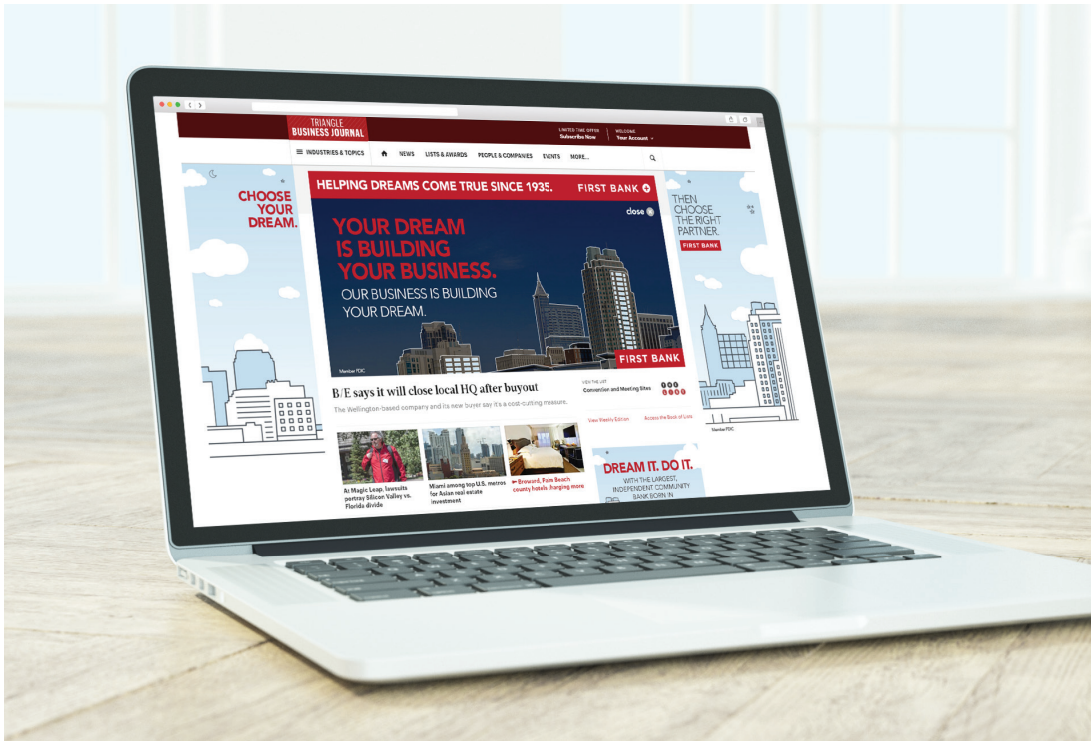 TRIANGLE
BUSINESS JOURNAL
LIMITED TIME OFFER
Subscribe Now
WELCOME
Your Account
INDUSTRIES & TOPICS
NEWS
LISTS & AWARDS
PEOPLE & COMPANIES
EVENTS
MORE...
CHOOSE
YOUR
DREAM.
HELPING DREAMS COME TRUE SINCE 1935.
FIRST BANK
close
YOUR DREAM
IS BUILDING
YOUR BUSINESS.
OUR BUSINESS IS BUILDING
YOUR DREAM.
Member FDIC
FIRST BANK
THEN
CHOOSE
THE RIGHT
PARTNER.
FIRST BANK
Member FDIC
B/E says it will close local HQ after buyout
The Wellington-based company and its new buyer say it's a cost-cutting measure.
VIEW THE LIST
Convention and Meeting Sites
View Weekly Edition
Access the Book of Lists
At Magic Leap, lawsuits
portray Silicon Valley vs.
Florida divide
Miami among top U.S. metros
for Asian real estate
investment
Broward, Pam Beach
county hotels charging more
DREAM IT. DO IT.
WITH THE LARGEST,
INDEPENDENT COMMUNITY
BANK BORN IN